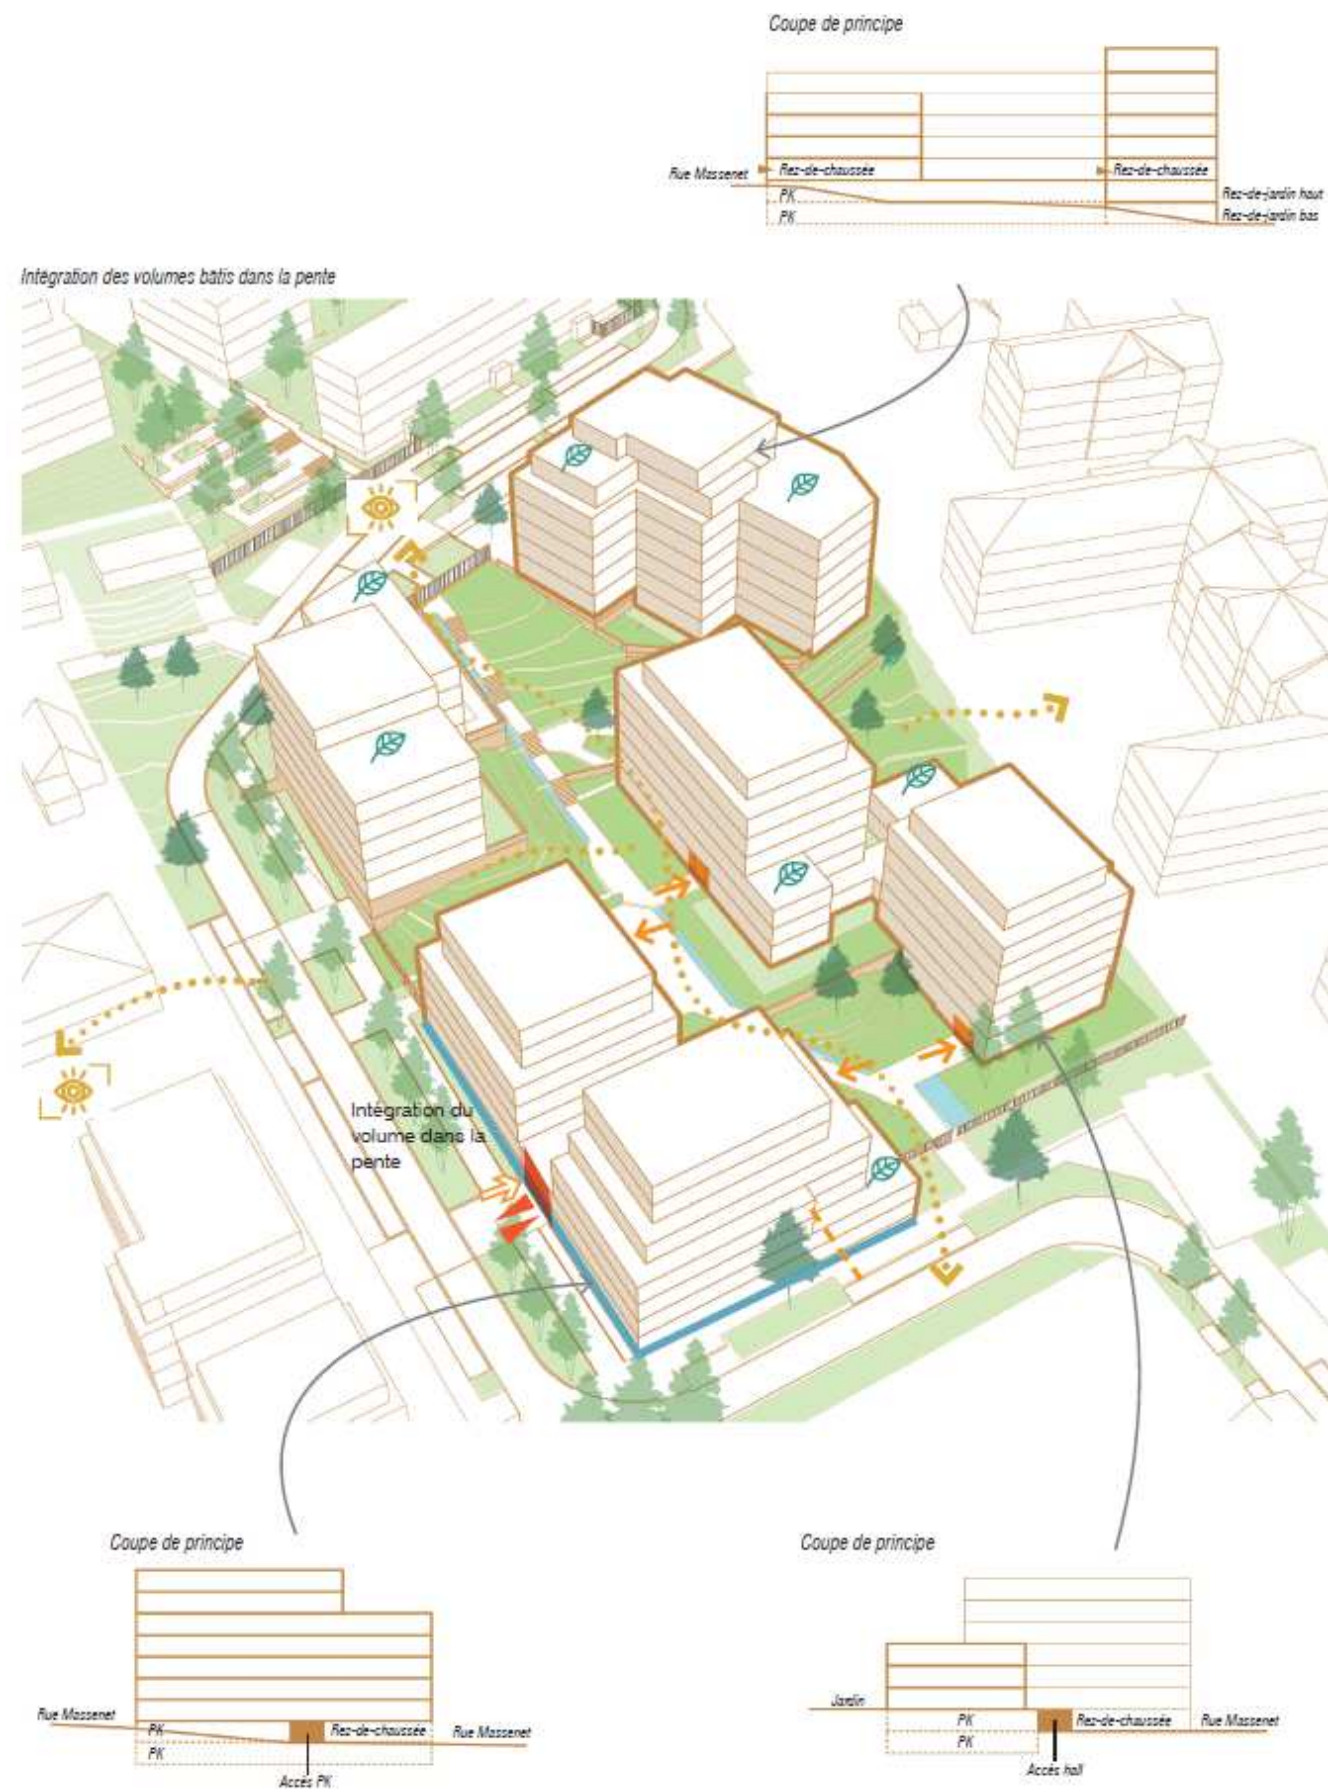 Coupe de principe
Rue Massenet
Rez-de-chaussée
Rez-de-chaussée
PK
Rez-de-jardin haut
PK
Rez-de-jardin bas
Intégration des volumes bâtis dans la pente
Intégration du
volume dans la
pente
Coupe de principe
Rue Massenet
PK
Rez-de-chaussée
Rue Massenet
PK
Accès PK
Coupe de principe
Jardin
PK
Rez-de-chaussée
Rue Massenet
PK
Accès hall